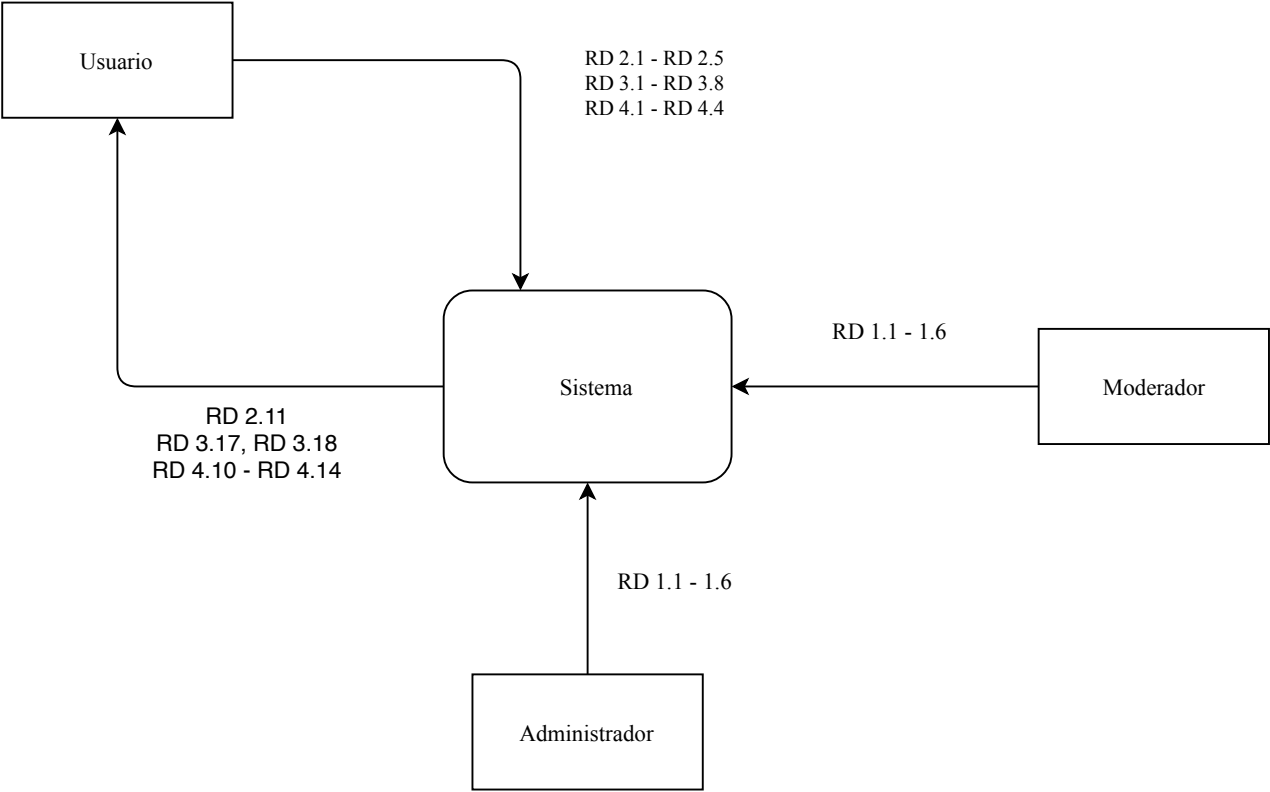 Usuario
RD 2.1 - RD 2.5
RD 3.1 - RD 3.8
RD 4.1 - RD 4.4
RD 1.1 - 1.6
Sistema
Moderador
RD 2.11
RD 3.17, RD 3.18
RD 4.10 - RD 4.14
RD 1.1 - 1.6
Administrador